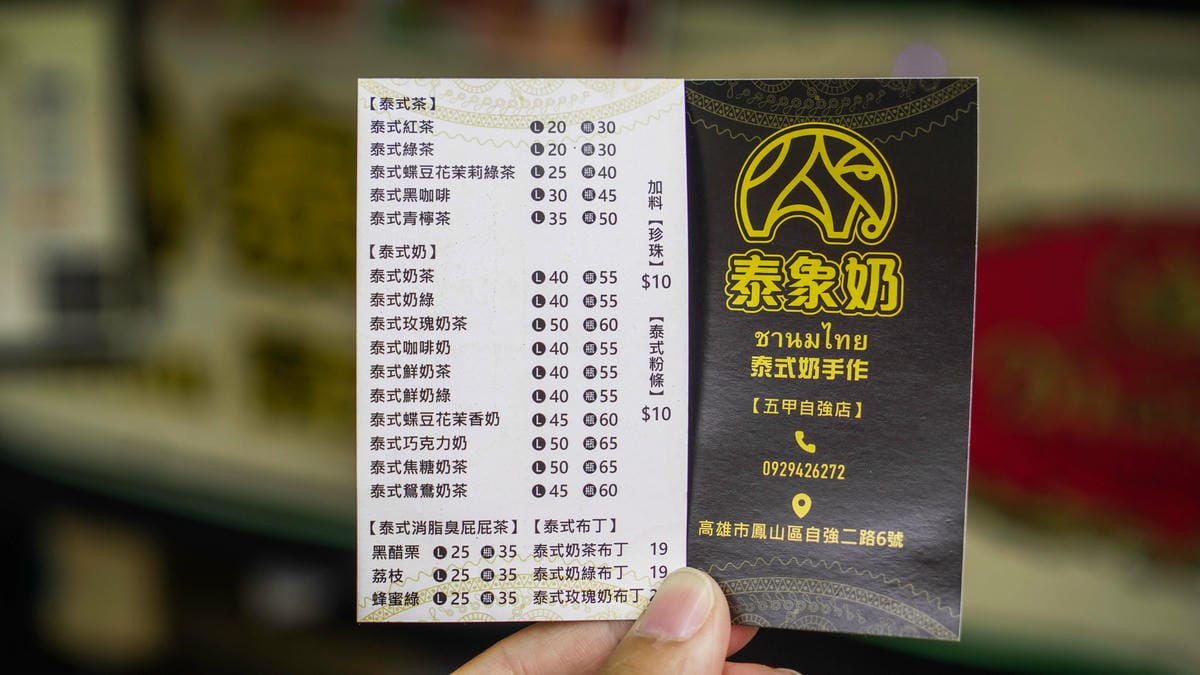 【泰式茶】
泰式紅茶 L 20 瓶 30
泰式綠茶 L 20 瓶 30
泰式蝶豆花茉莉綠茶 L 25 瓶 40
泰式黑咖啡 L 30 瓶 45
泰式青檸茶 L 35 瓶 50
【泰式奶】
泰式奶茶 L 40 瓶 55
泰式奶綠 L 40 瓶 55
泰式玫瑰奶茶 L 50 瓶 60
泰式咖啡奶 L 40 瓶 55
泰式鮮奶茶 L 40 瓶 55
泰式鮮奶綠 L 40 瓶 55
泰式蝶豆花茉香奶 L 45 瓶 60
泰式巧克力奶 L 50 瓶 65
泰式焦糖奶茶 L 50 瓶 65
泰式鴛鴦奶茶 L 45 瓶 60
加料【珍珠】$10
【泰式粉條】$10
【泰式消脂臭屁屁茶】
黑醋栗 L 25 瓶 35
荔枝 L 25 瓶 35
蜂蜜綠 L 25 瓶 35
【泰式布丁】
泰式奶茶布丁 19
泰式奶綠布丁 19
泰式玫瑰奶布丁
泰象奶
ชานมไทย
泰式奶手作
【五甲自強店】
0929426272
高雄市鳳山區自強二路6號